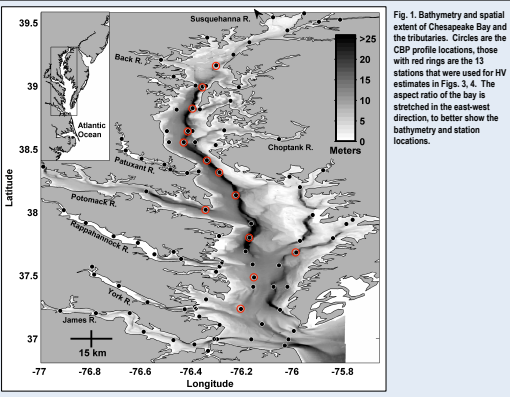 39.5
39
38.5
38
37.5
37
Latitude
-77
-76.8
-76.6
-76.4
-76.2
-76
-75.8
Longitude
Susquehanna R.
Back R.
Atlantic
Ocean
>25
20
15
10
5
0
Meters
Choptank R.
Patuxant R.
Potomack R.
Rappahannock R.
York R.
James R.
15 km
Fig. 1. Bathymetry and spatial
extent of Chesapeake Bay and
the tributaries. Circles are the
CBP profile locations, those
with red rings are the 13
stations that were used for HV
estimates in Figs. 3, 4. The
aspect ratio of the bay is
stretched in the east-west
direction, to better show the
bathymetry and station
locations.